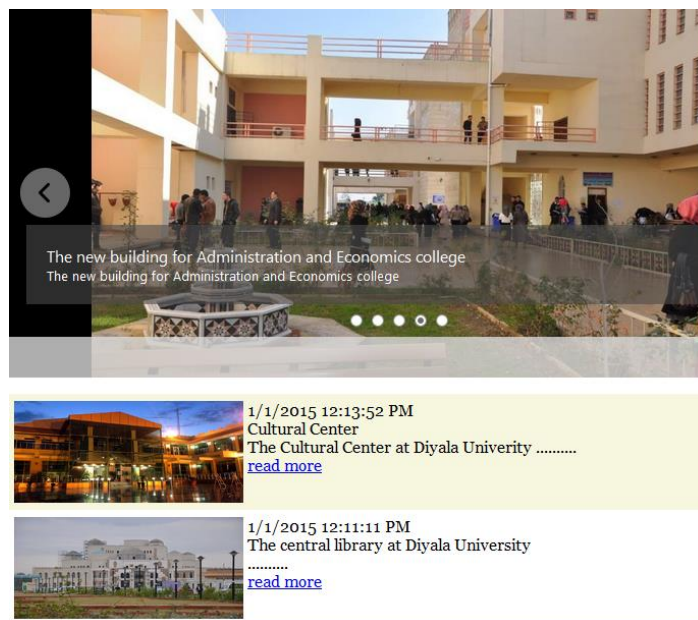 The new building for Administration and Economics college
The new building for Administration and Economics college
1/1/2015 12:13:52 PM
Cultural Center
The Cultural Center at Diyala Univerity ..........
read more
1/1/2015 12:11:11 PM
The central library at Diyala University
..........
read more